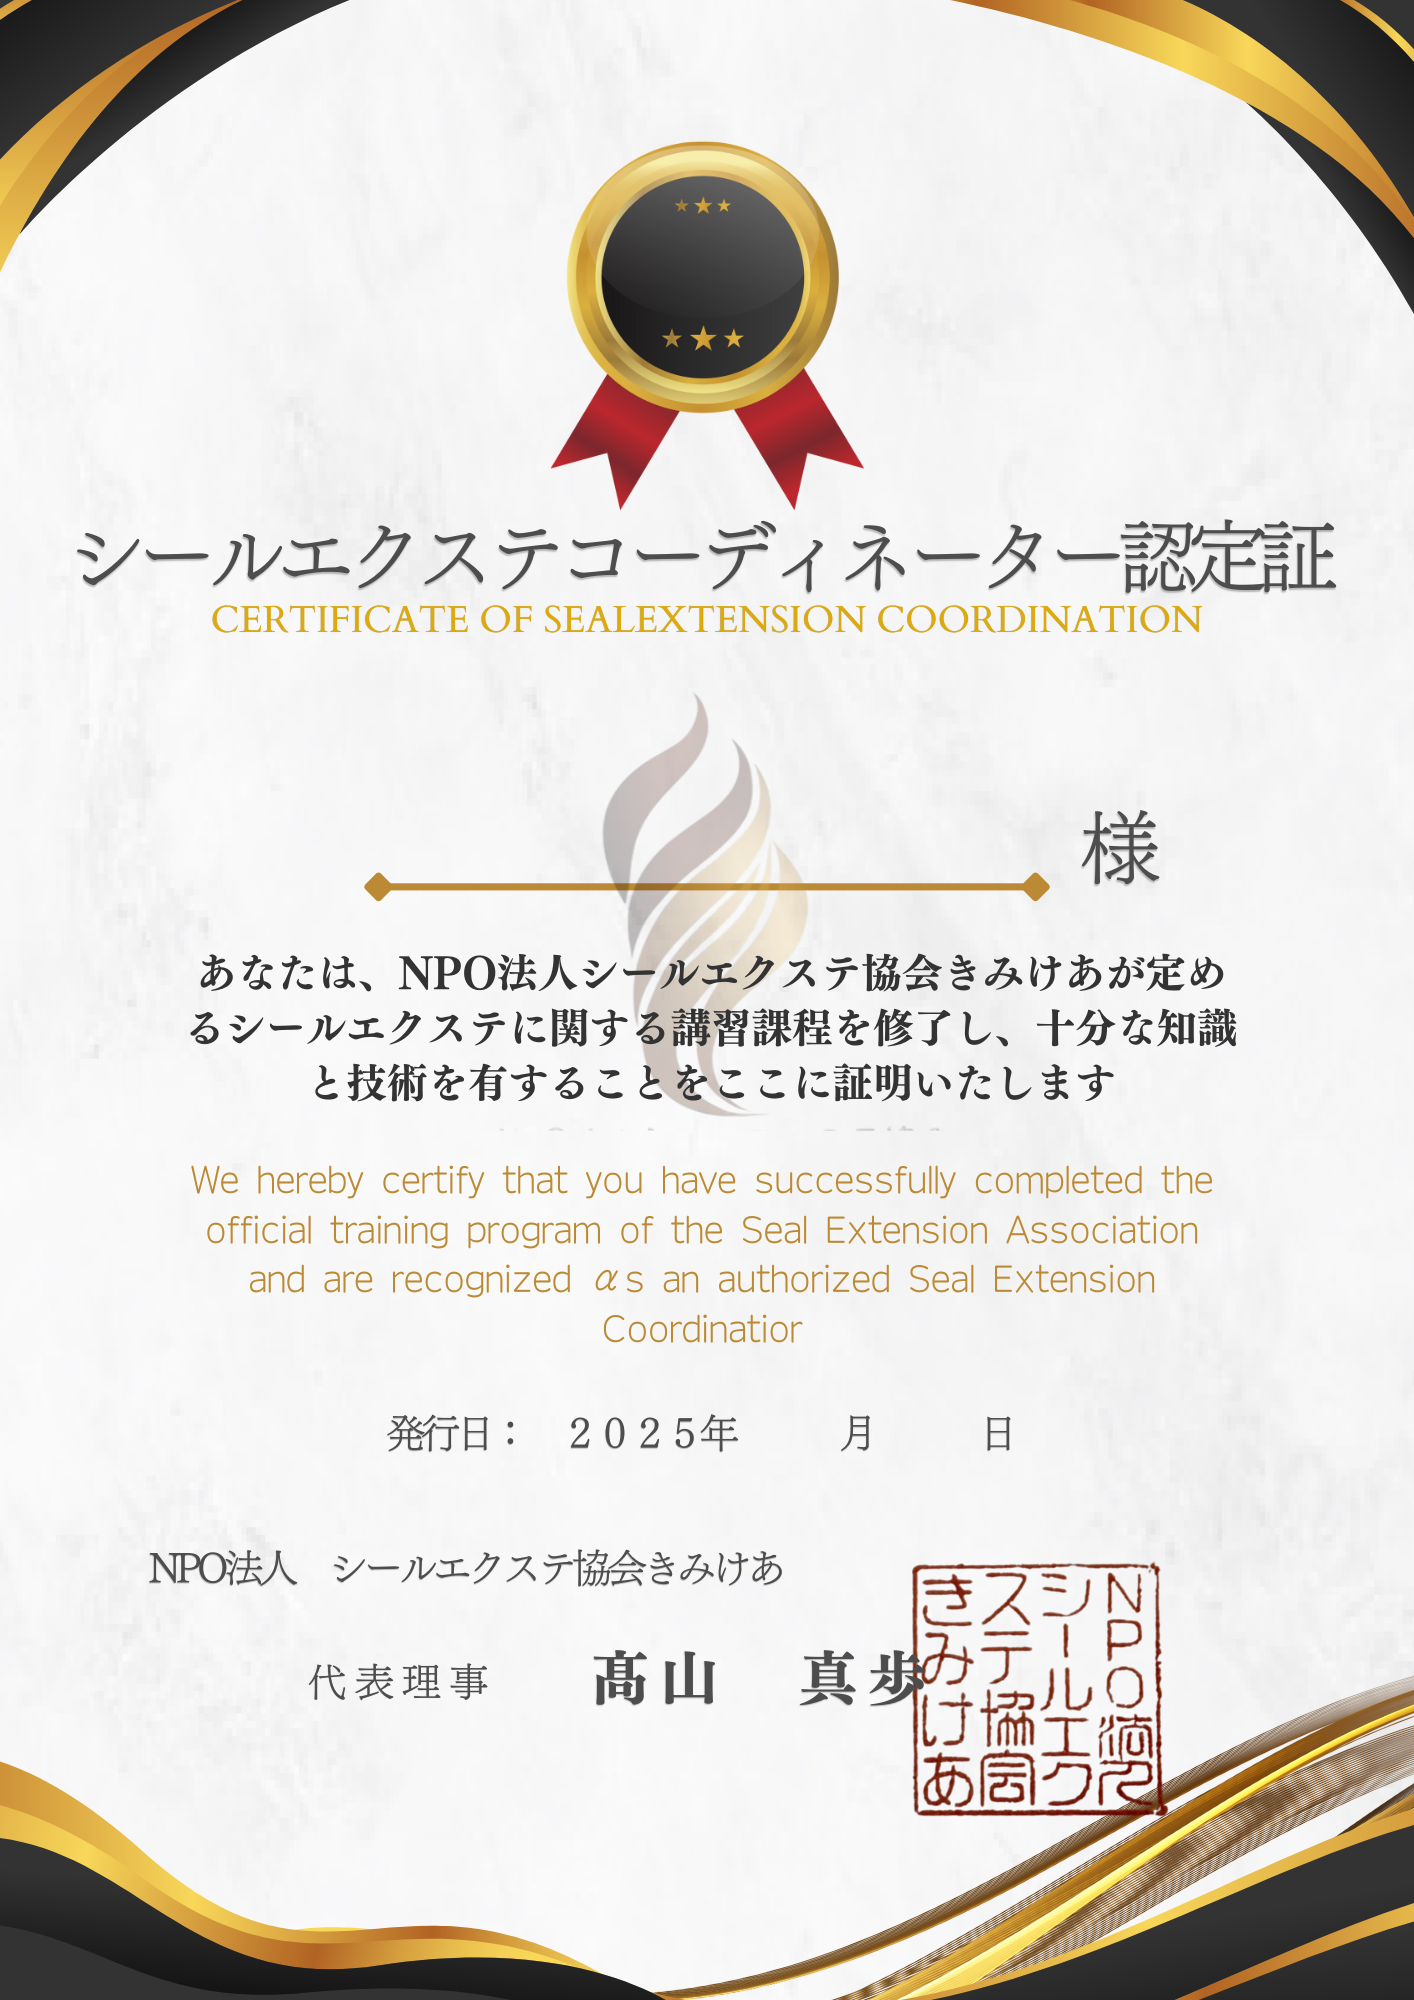 シールエクステコーディネーター認定証
CERTIFICATE OF SEALEXTENSION COORDINATION
様
あなたは、NPO法人シールエクステ協会きみけあが定め
るシールエクステに関する講習課程を修了し、十分な知識
と技術を有することをここに証明いたします
We hereby certify that you have successfully completed the
official training program of the Seal Extension Association
and are recognized αs an authorized Seal Extension
Coordinatior
発行日： ２０２５年 月 日
NPO法人 シールエクステ協会きみけあ
代表理事 髙山 真歩
NPO法人
シールエク
ステ協会
きみけあ